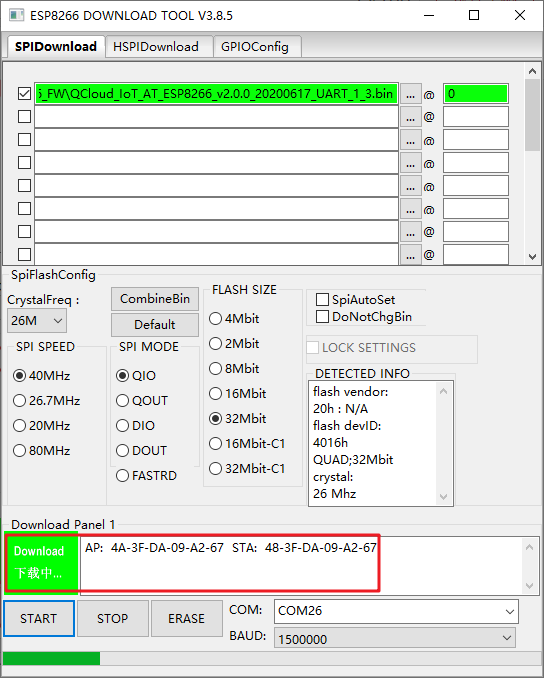 ESP8266 DOWNLOAD TOOL V3.8.5
SPIDownload HSPIDownload GPIOConfig
_FW\QCloud_IoT_AT_ESP8266_v2.0.0_20200617_UART_1_3.bin ... @ 0
... @
... @
... @
... @
... @
... @
... @
SpiFlashConfig
CrystalFreq :
26M
CombineBin
Default
SPI SPEED
40MHz
26.7MHz
20MHz
80MHz
SPI MODE
QIO
QOUT
DIO
DOUT
FASTRD
FLASH SIZE
4Mbit
2Mbit
8Mbit
16Mbit
32Mbit
16Mbit-C1
32Mbit-C1
SpiAutoSet
DoNotChgBin
LOCK SETTINGS
DETECTED INFO
flash vendor:
20h : N/A
flash devID:
4016h
QUAD;32Mbit
crystal:
26 Mhz
Download Panel 1
Download
下载中...
AP: 4A-3F-DA-09-A2-67 STA: 48-3F-DA-09-A2-67
START STOP ERASE
COM: COM26
BAUD: 1500000